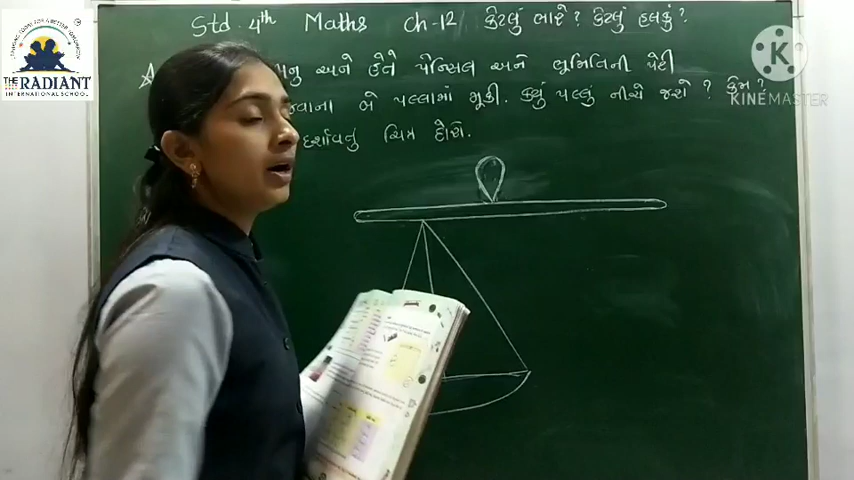 Std. 4th Maths Ch-12 કેટલું ભારે? કેટલું હલકું?
મનુ અને હેતે પેન્સિલ અને ભૂમિતિની પેટી
બે પલ્લામાં મૂકી. કયું પલ્લું નીચે જશે? કેમ?
દર્શાવતું ચિત્ર દોરો.
THE RADIANT
INTERNATIONAL SCHOOL
K
KINEMASTER